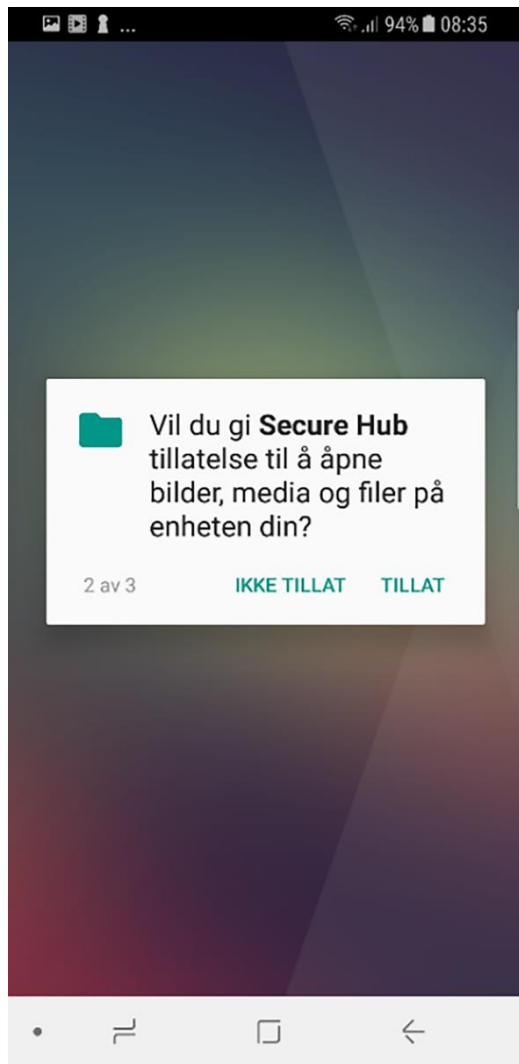 ... 94% 08:35
Vil du gi Secure Hub
tillatelse til å åpne
bilder, media og filer på
enheten din?
2 av 3 IKKE TILLAT TILLAT